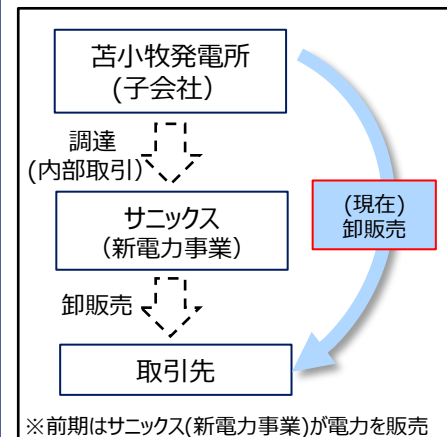 苫小牧発電所
(子会社）
調達
(内部取引)
サニックス
（新電力事業）
(現在)
卸販売
卸販売
取引先
※前期はサニックス(新電力事業)が電力を販売